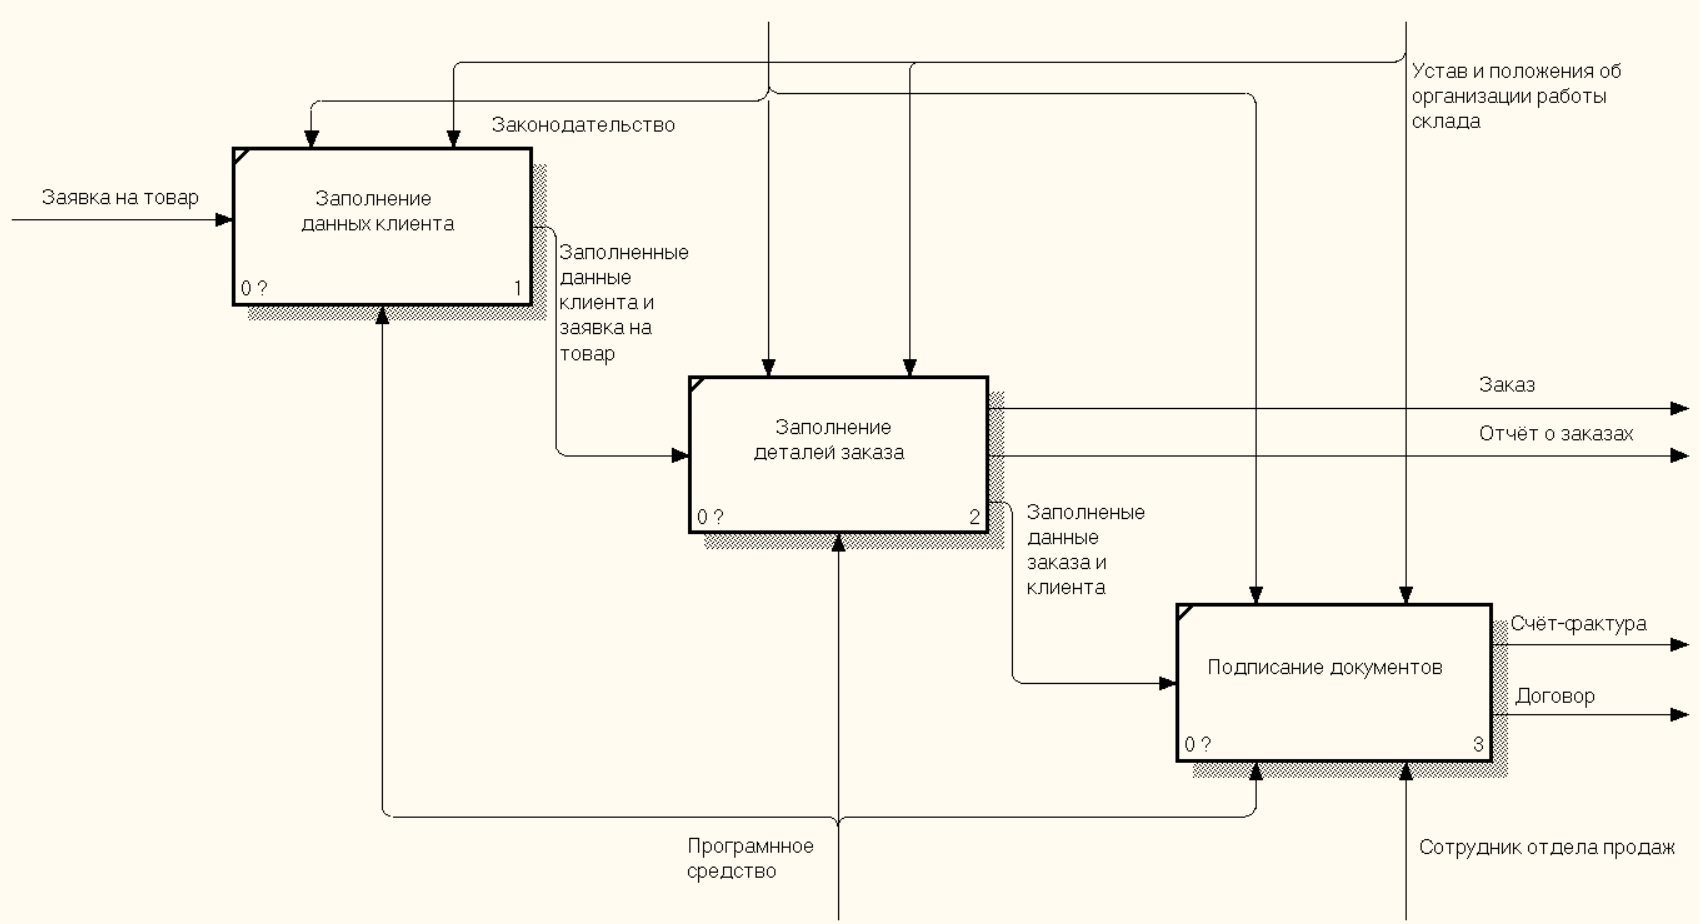 Устав и положения об
организации работы
склада
Законодательство
Заявка на товар
Заполнение
данных клиента
0 ?
1
Заполненные
данные
клиента и
заявка на
товар
Заполнение
деталей заказа
0 ?
2
Заказ
Отчёт о заказах
Заполненые
данные
заказа и
клиента
Подписание документов
0 ?
3
Счёт-фактура
Договор
Програмнное
средство
Сотрудник отдела продаж